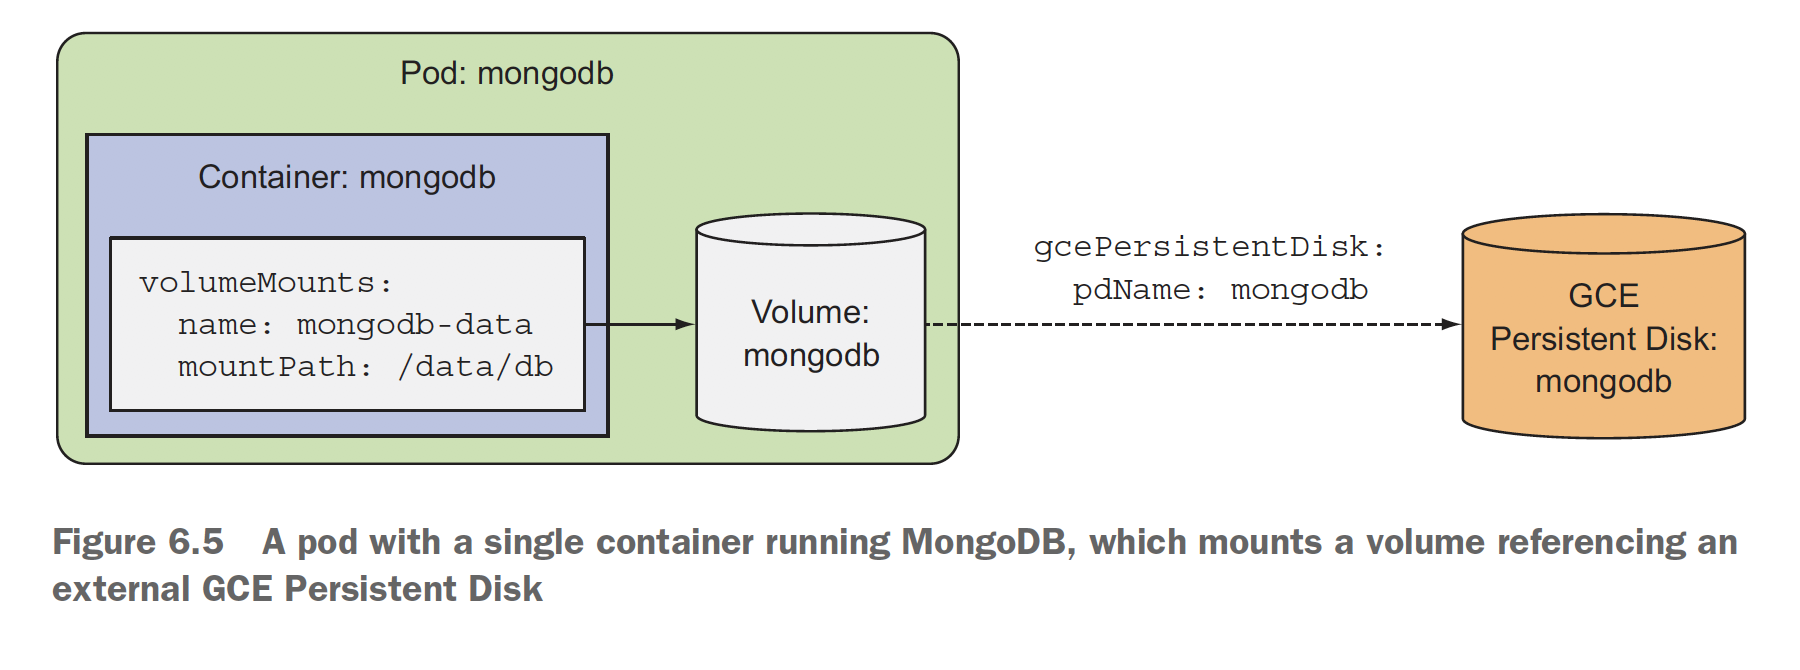 Pod: mongodb
Container: mongodb
volumeMounts:
name: mongodb-data
mountPath: /data/db
Volume:
mongodb
gcePersistentDisk:
pdName: mongodb
GCE
Persistent Disk:
mongodb
Figure 6.5 A pod with a single container running MongoDB, which mounts a volume referencing an
external GCE Persistent Disk